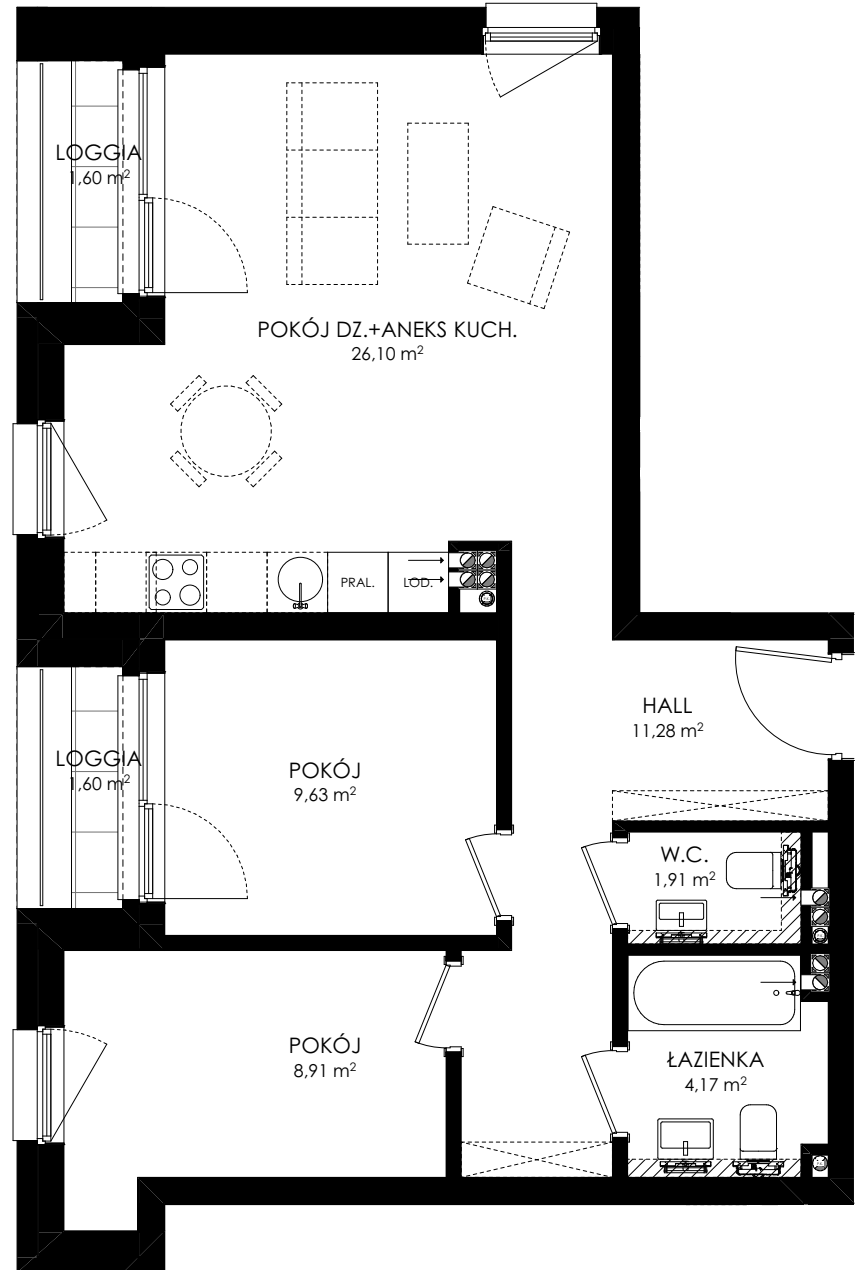 LOGGIA
1,60 m²
POKÓJ DZ.+ANEKS KUCH.
26,10 m²
PRAL.
LOD.
HALL
11,28 m²
LOGGIA
1,60 m²
POKÓJ
9,63 m²
W.C.
1,91 m²
POKÓJ
8,91 m²
ŁAZIENKA
4,17 m²